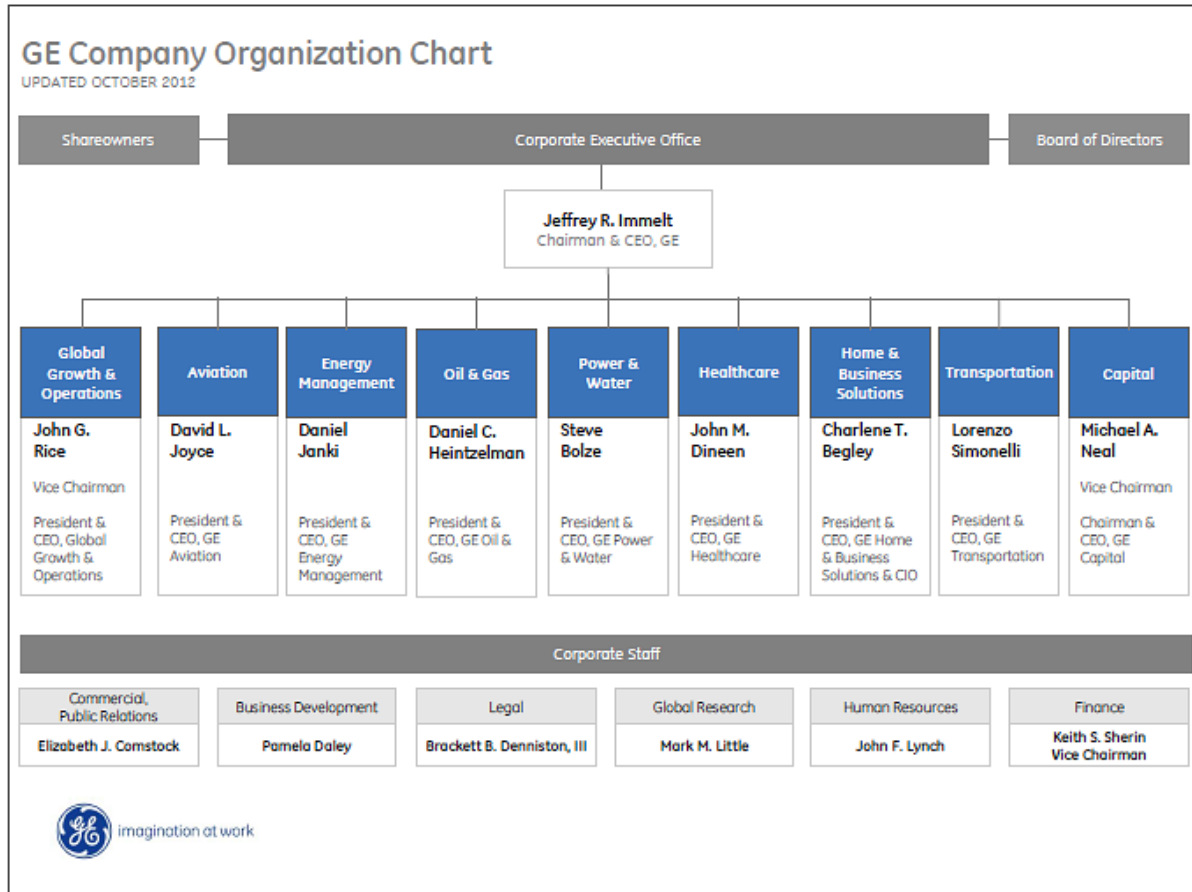 GE Company Organization Chart
UPDATED OCTOBER 2012
Shareowners
Corporate Executive Office
Board of Directors
Jeffrey R. Immelt
Chairman & CEO, GE
Global
Growth &
Operations
John G.
Rice
Vice Chairman
President &
CEO, Global
Growth &
Operations
Aviation
David L.
Joyce
President &
CEO, GE
Aviation
Energy
Management
Daniel
Janki
President &
CEO, GE
Energy
Management
Oil & Gas
Daniel C.
Heintzelman
President &
CEO, GE Oil &
Gas
Power &
Water
Steve
Bolze
President &
CEO, GE Power
& Water
Healthcare
John M.
Dineen
President &
CEO, GE
Healthcare
Home &
Business
Solutions
Charlene T.
Begley
President &
CEO, GE Home
& Business
Solutions & CIO
Transportation
Lorenzo
Simonelli
President &
CEO, GE
Transportation
Capital
Michael A.
Neal
Vice Chairman
Chairman &
CEO, GE
Capital
Corporate Staff
Commercial,
Public Relations
Elizabeth J. Comstock
Business Development
Pamela Daley
Legal
Brackett B. Denniston, III
Global Research
Mark M. Little
Human Resources
John F. Lynch
Finance
Keith S. Sherin
Vice Chairman
GE
imagination at work